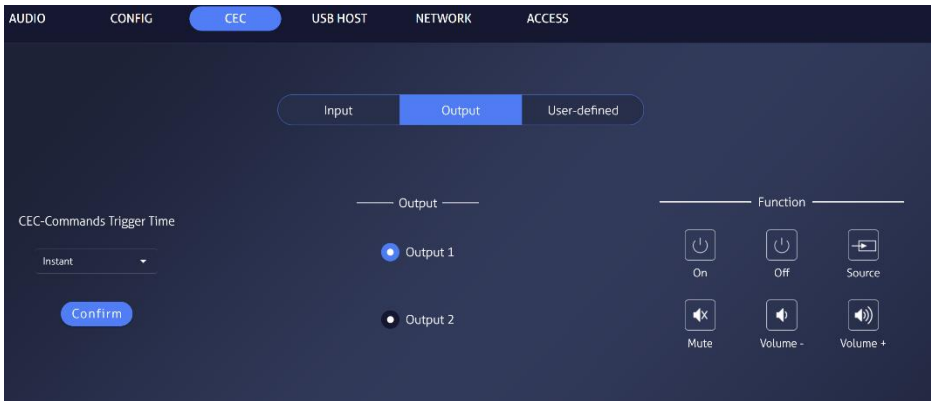 AUDIO CONFIG CEC USB HOST NETWORK ACCESS
Input Output User-defined
Output
Function
CEC-Commands Trigger Time
Instant
Confirm
Output 1
Output 2
On Off Source
Mute Volume - Volume +